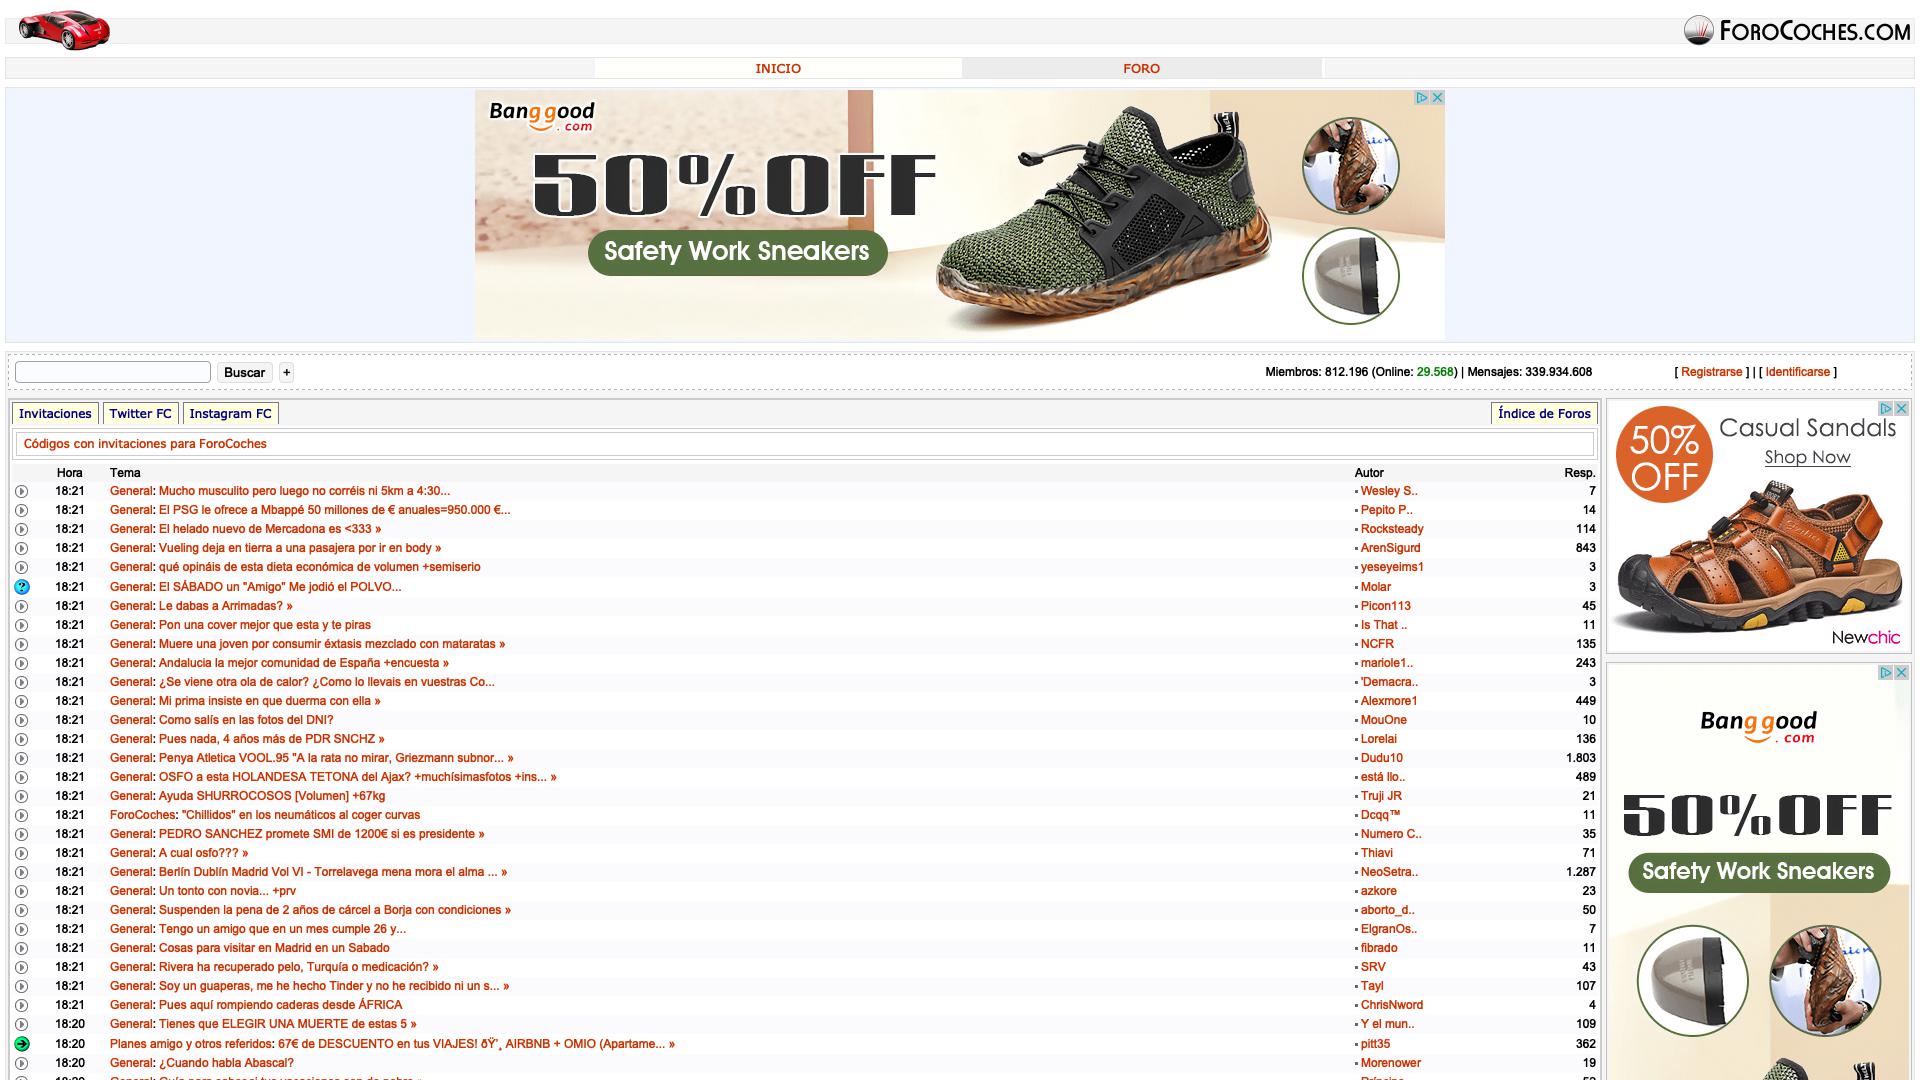 FOROCOCHES.COM
INICIO
FORO
Banggood
.com
50%OFF
Safety Work Sneakers
Buscar
+
Miembros: 812.196 (Online: 29.568) | Mensajes: 339.934.608
[ Registrarse ] | [ Identificarse ]
Invitaciones
Twitter FC
Instagram FC
Índice de Foros
Códigos con invitaciones para ForoCoches
Hora Tema Autor Resp.
18:21 General: Mucho musculito pero luego no corréis ni 5km a 4:30... Wesley S.. 7
18:21 General: El PSG le ofrece a Mbappé 50 millones de € anuales=950.000 €... Pepito P.. 14
18:21 General: El helado nuevo de Mercadona es <333 » Rocksteady 114
18:21 General: Vueling deja en tierra a una pasajera por ir en body » ArenSigurd 843
18:21 General: qué opináis de esta dieta económica de volumen +semiserio yeseyeims1 3
18:21 General: El SÁBADO un "Amigo" Me jodió el POLVO... Molar 3
18:21 General: Le dabas a Arrimadas? » Picon113 45
18:21 General: Pon una cover mejor que esta y te piras Is That .. 11
18:21 General: Muere una joven por consumir éxtasis mezclado con mataratas » NCFR 135
18:21 General: Andalucia la mejor comunidad de España +encuesta » mariole1.. 243
18:21 General: ¿Se viene otra ola de calor? ¿Como lo llevais en vuestras Co... 'Demacra.. 3
18:21 General: Mi prima insiste en que duerma con ella » Alexmore1 449
18:21 General: Como salís en las fotos del DNI? MouOne 10
18:21 General: Pues nada, 4 años más de PDR SNCHZ » Lorelai 136
18:21 General: Penya Atletica VOOL.95 "A la rata no mirar, Griezmann subnor... » Dudu10 1.803
18:21 General: OSFO a esta HOLANDESA TETONA del Ajax? +muchísimasfotos +ins... » está llo.. 489
18:21 General: Ayuda SHURROCOSOS [Volumen] +67kg Truji JR 21
18:21 ForoCoches: "Chillidos" en los neumáticos al coger curvas Dcqq™ 11
18:21 General: PEDRO SANCHEZ promete SMI de 1200€ si es presidente » Numero C.. 35
18:21 General: A cual osfo??? » Thiavi 71
18:21 General: Berlín Dublín Madrid Vol VI - Torrelavega mena mora el alma ... » NeoSetra.. 1.287
18:21 General: Un tonto con novia... +prv azkore 23
18:21 General: Suspenden la pena de 2 años de cárcel a Borja con condiciones » aborto_d.. 50
18:21 General: Tengo un amigo que en un mes cumple 26 y... ElgranOs.. 7
18:21 General: Cosas para visitar en Madrid en un Sabado fibrado 11
18:21 General: Rivera ha recuperado pelo, Turquía o medicación? » SRV 43
18:21 General: Soy un guaperas, me he hecho Tinder y no he recibido ni un s... » Tayl 107
18:21 General: Pues aquí rompiendo caderas desde ÁFRICA ChrisNword 4
18:20 General: Tienes que ELEGIR UNA MUERTE de estas 5 » Y el mun.. 109
18:20 Planes amigo y otros referidos: 67€ de DESCUENTO en tus VIAJES! ðŸ’¸ AIRBNB + OMIO (Apartame... » pitt35 362
18:20 General: ¿Cuando habla Abascal? Morenower 19
50% OFF
Casual Sandals
Shop Now
Newchic
Banggood
.com
50%OFF
Safety Work Sneakers